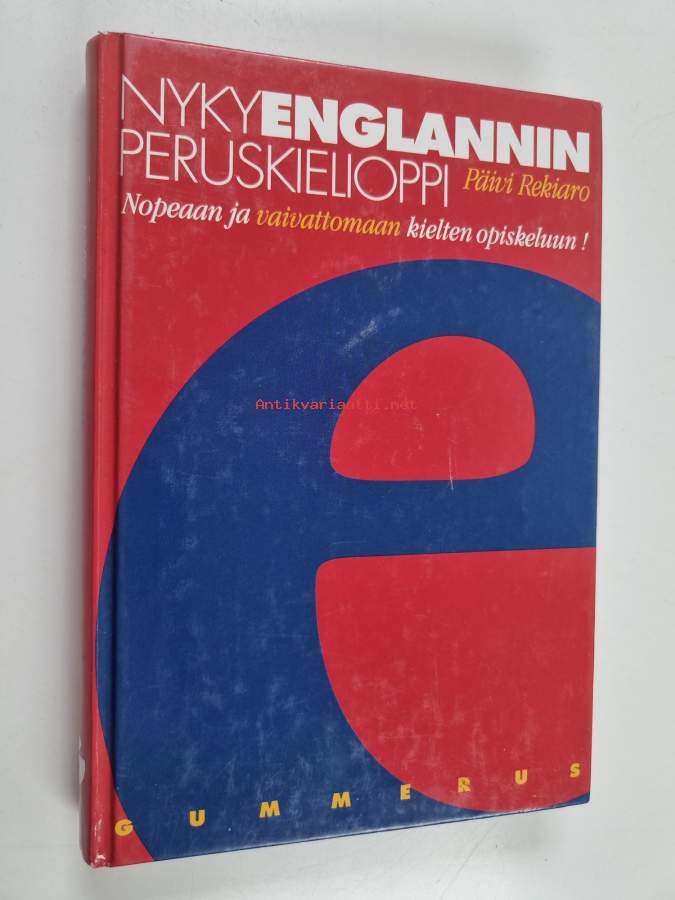 NYKYENGLANNIN
PERUSKIELIOPPI Päivi Rekiaro
Nopeaan ja vaivattomaan kielten opiskeluun !
e
Antikvariaatti.net
GUMMERUS